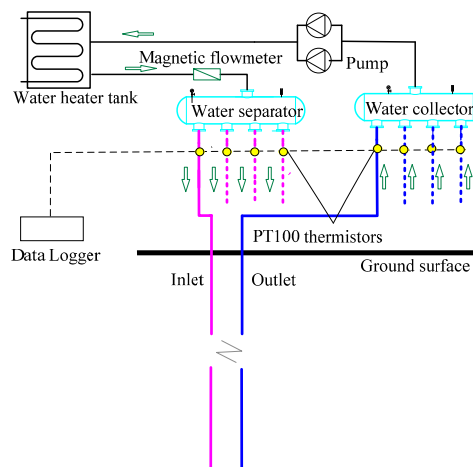 Magnetic flowmeter
Pump
Water heater tank
Water separator
Water collector
PT100 thermistors
Data Logger
Ground surface
Inlet
Outlet